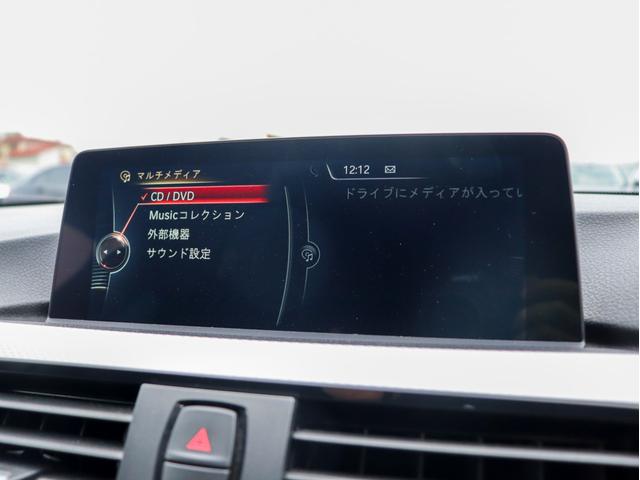 マルチメディア
12:12
✓ CD / DVD
ドライブにメディアが入ってい
Musicコレクション
外部機器
サウンド設定